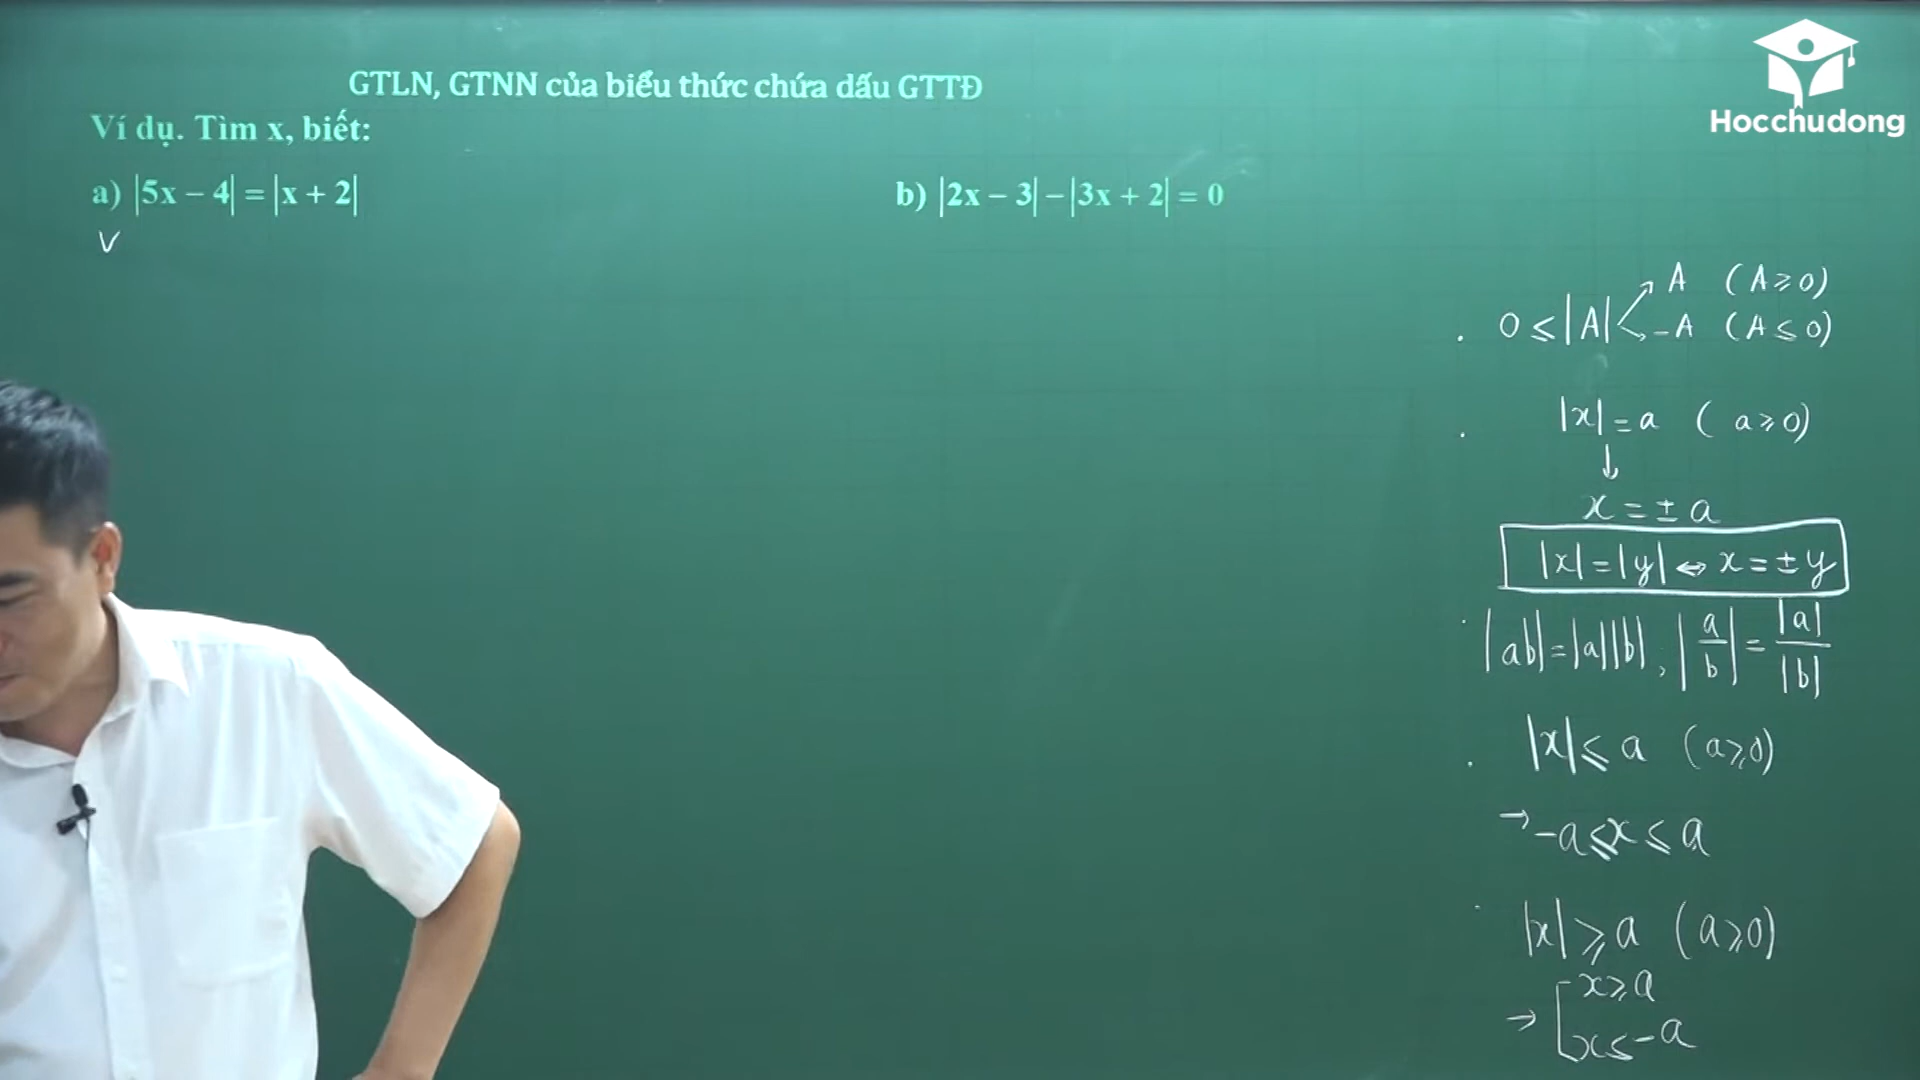 Hocchudong
GTLN, GTNN của biểu thức chứa dấu GTTĐ
Ví dụ. Tìm x, biết:
a) |5x – 4| = |x + 2|
b) |2x – 3| – |3x + 2| = 0
V
A (A ≥ 0)
. 0 ≤ |A|
-A (A ≤ 0)
. |x| = a ( a ≥ 0)
↓
x = ± a
|x| = |y| ↔ x = ± y
. |ab| = |a||b| , |a/b| = |a|/|b|
. |x| ≤ a (a ≥ 0)
→ -a ≤ x ≤ a
. |x| ≥ a (a ≥ 0)
x ≥ a
→ [
x ≤ -a